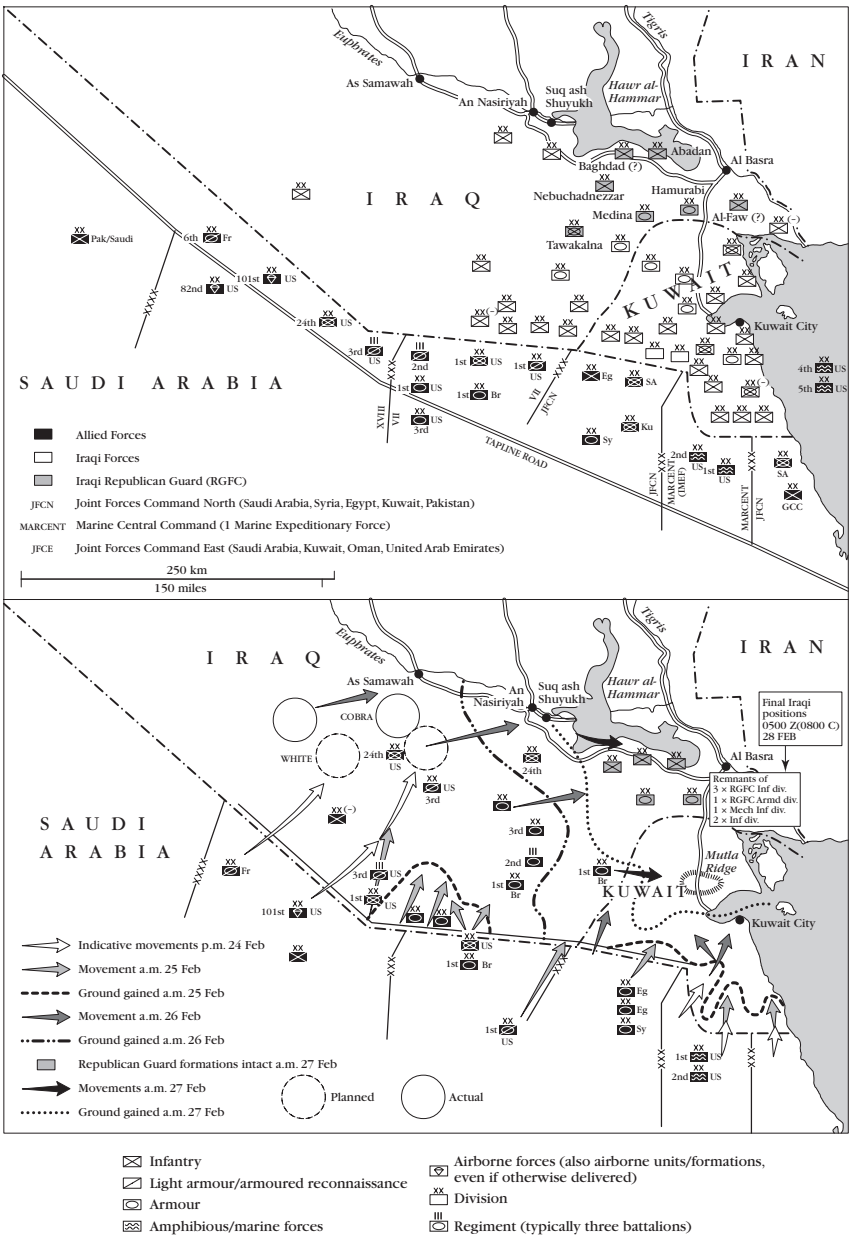 Euphrates
Tigris
IRAN
As Samawah
An Nasiriyah
Suq ash
Shuyukh
Hawr al-
Hammar
Abadan
Baghdad (?)
Al Basra
IRAQ
Nebuchadnezzar
Hamurabi
Medina
Al-Faw (?)
(-)
Tawakalna
Pak/Saudi
6th Fr
101st US
82nd US
24th US
KUWAIT
(-)
Kuwait City
3rd
US
2nd
1st US
1st
US
Eg
SA
4th US
5th US
(-)
1st US
1st Br
US
3rd
XVIII
VII
VII
JFCN
Sy
Ku
TAPLINE ROAD
2nd US
1st US
SA
GCC
JFCN
MARCENT
(IMEF)
MARCENT
JFCN
SAUDI ARABIA
Allied Forces
Iraqi Forces
Iraqi Republican Guard (RGFC)
JFCN Joint Forces Command North (Saudi Arabia, Syria, Egypt, Kuwait, Pakistan)
MARCENT Marine Central Command (1 Marine Expeditionary Force)
JFCE Joint Forces Command East (Saudi Arabia, Kuwait, Oman, United Arab Emirates)
250 km
150 miles
IRAQ
Euphrates
Tigris
IRAN
As Samawah
An
Nasiriyah
Suq ash
Shuyukh
Hawr al-
Hammar
Final Iraqi
positions
0500 Z(0800 C)
28 FEB
COBRA
WHITE
24th
US
24th
Al Basra
3rd US
Remnants of
3 × RGFC Inf div.
1 × RGFC Armd div.
1 × Mech Inf div.
2 × Inf div.
(-)
SAUDI
ARABIA
3rd
2nd
1st
Br
1st
Br
Mutla
Ridge
KUWAIT
Fr
3rd US
1st US
101st US
Kuwait City
US
1st Br
1st
US
Eg
Eg
Sy
1st US
2nd US
Indicative movements p.m. 24 Feb
Movement a.m. 25 Feb
Ground gained a.m. 25 Feb
Movement a.m. 26 Feb
Ground gained a.m. 26 Feb
Republican Guard formations intact a.m. 27 Feb
Movements a.m. 27 Feb
Ground gained a.m. 27 Feb
Planned
Actual
Infantry
Light armour/armoured reconnaissance
Armour
Amphibious/marine forces
Airborne forces (also airborne units/formations,
even if otherwise delivered)
XX
Division
III
Regiment (typically three battalions)